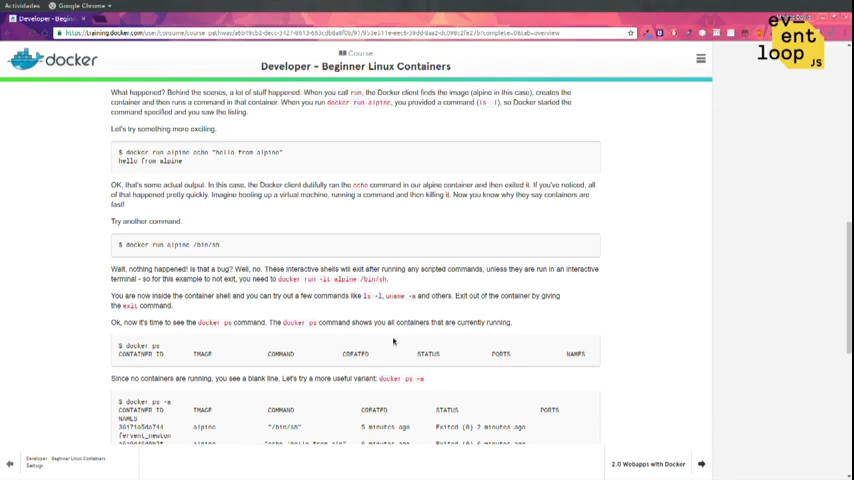 Actividades
Google Chrome
Developer - Beginner
https://training.docker.com/
ev
ent
loop
JS
docker
Course
Developer - Beginner Linux Containers
What happened? Behind the scenes, a lot of stuff happened. When you call run, the Docker client finds the image (alpine in this case), creates the
container and then runs a command in that container. When you run docker run alpine, you provided a command (ls -l), so Docker started the
command specified and you saw the listing.
Let's try something more exciting.
$ docker run alpine echo "hello from alpine"
hello from alpine
OK, that's some actual output. In this case, the Docker client dutifully ran the echo command in our alpine container and then exited it. If you've noticed, all
of that happened pretty quickly. Imagine booting up a virtual machine, running a command and then killing it. Now you know why they say containers are
fast!
Try another command.
$ docker run alpine /bin/sh
Wait, nothing happened! Is that a bug? Well, no. These interactive shells will exit after running any scripted commands, unless they are run in an interactive
terminal - so for this example to not exit, you need to docker run -it alpine /bin/sh.
You are now inside the container shell and you can try out a few commands like ls -l, uname -a and others. Exit out of the container by giving
the exit command.
Ok, now it's time to see the docker ps command. The docker ps command shows you all containers that are currently running.
$ docker ps
CONTAINER ID IMAGE COMMAND CREATED STATUS PORTS NAMES
Since no containers are running, you see a blank line. Let's try a more useful variant: docker ps -a
$ docker ps -a
CONTAINER ID IMAGE COMMAND CREATED STATUS PORTS
NAMES
36171a5da744 alpine "/bin/sh" 5 minutes ago Exited (0) 2 minutes ago
fervent_newton
Developer - Beginner Linux Containers
Setup
2.0 Webapps with Docker